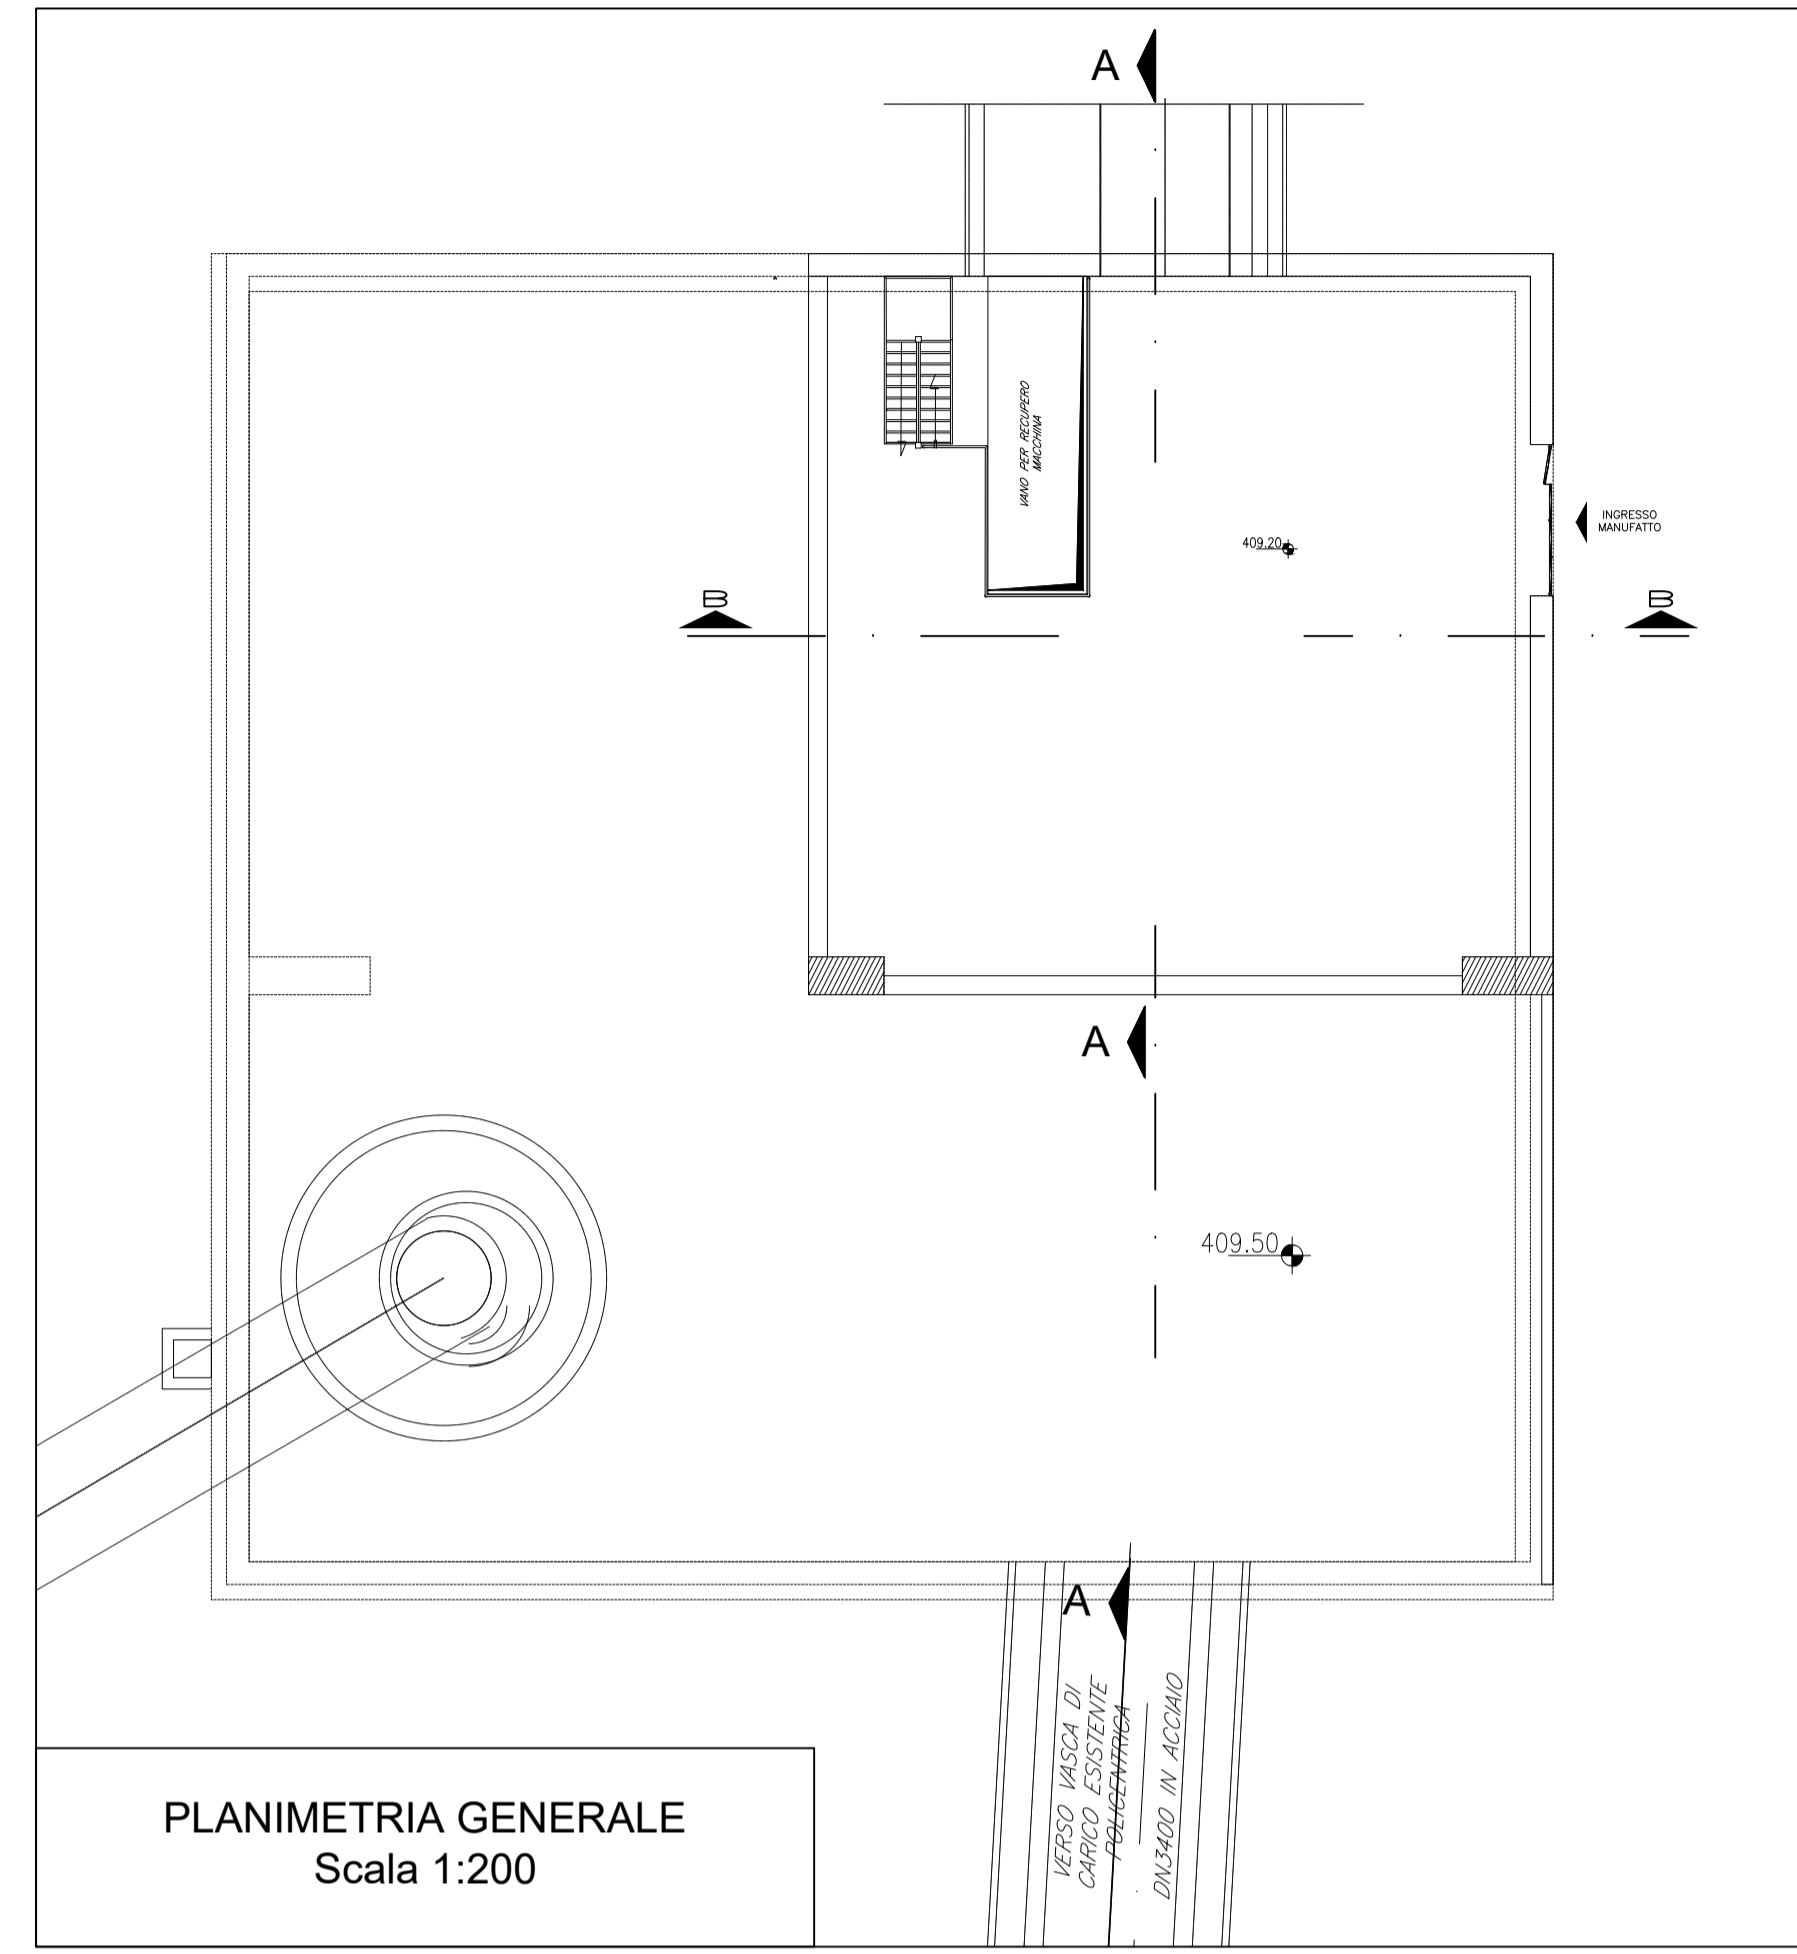 A
VANO PER RECUPERO
MACCHINA
INGRESSO
MANUFATTO
409.20
B
B
A
409.50
A
VERSO VASCA DI
CARICO ESISTENTE
POLICENTRICA
DN3400 IN ACCIAIO
PLANIMETRIA GENERALE
Scala 1:200